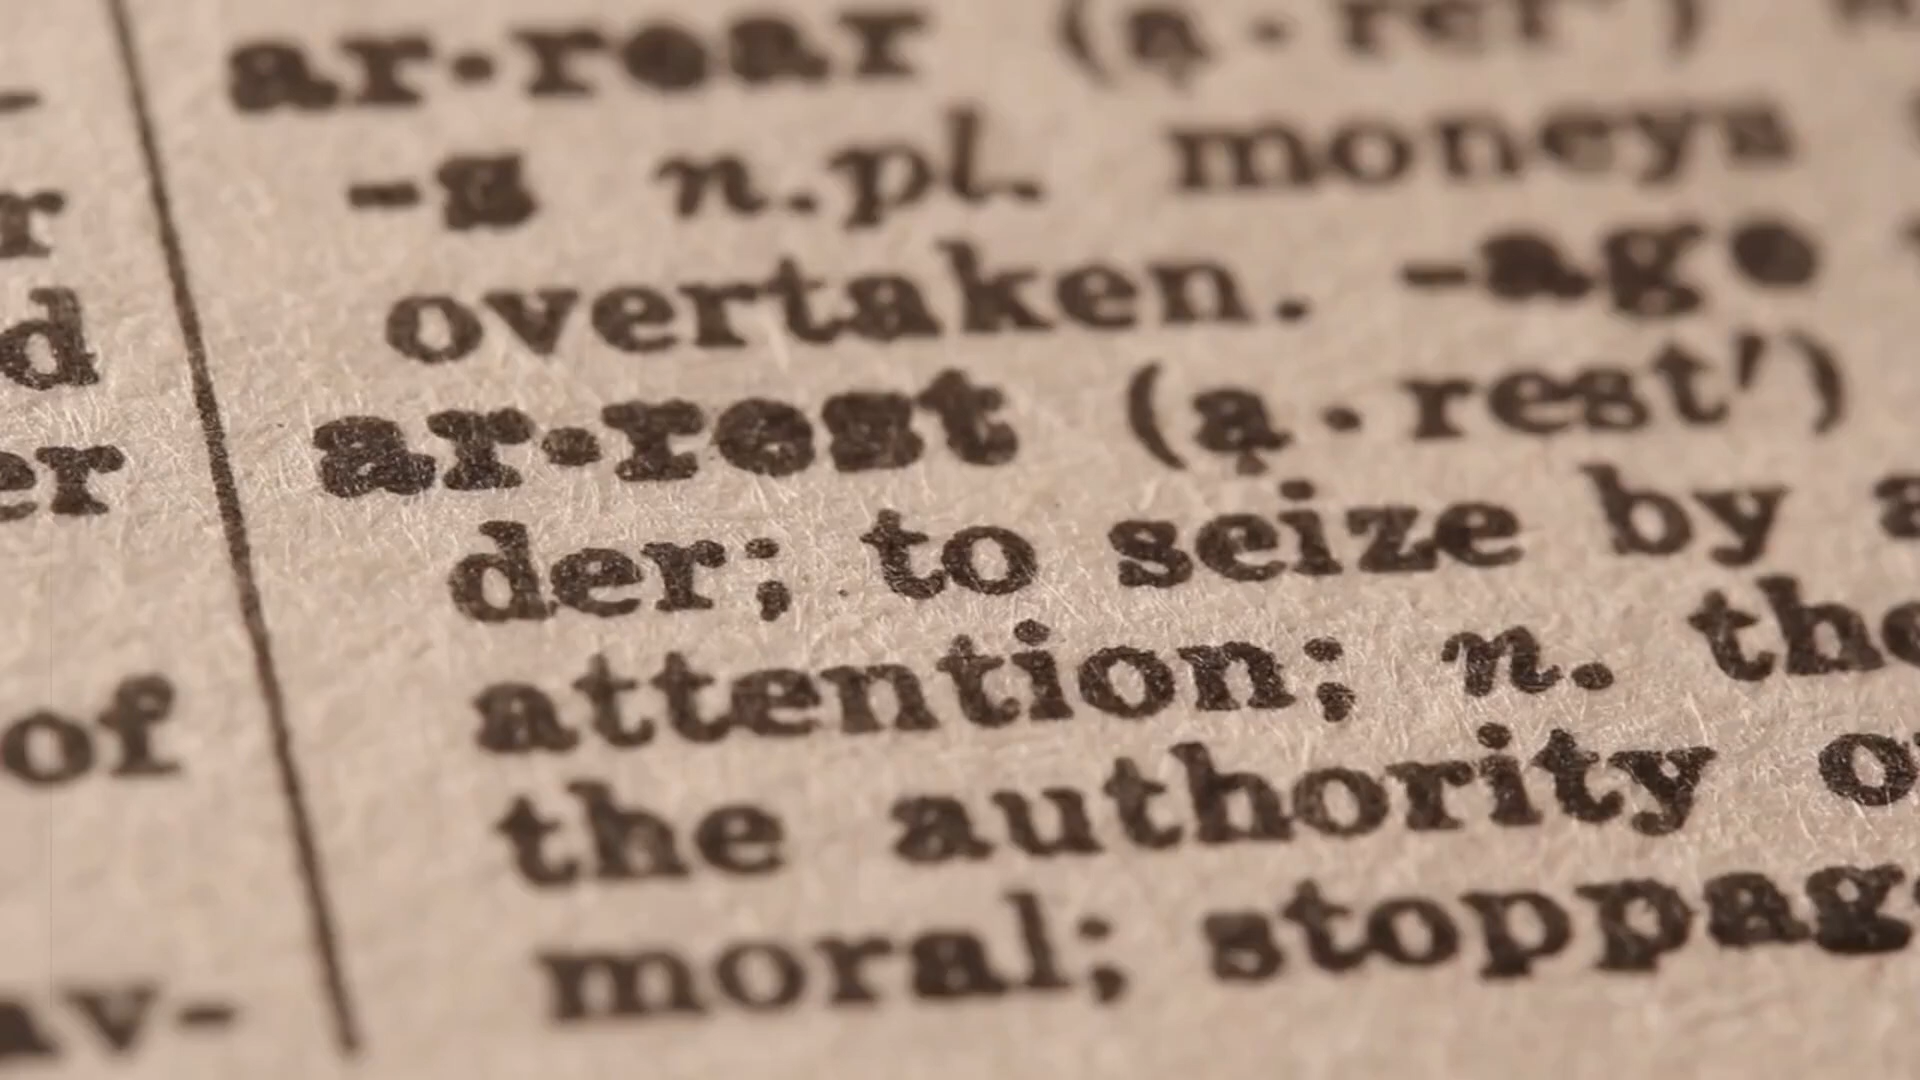 -
r
d
er
of
av-
ar·rear (ạ·rer')
-s n.pl. moneys
overtaken. -age
ar·rest (ạ·rest')
der; to seize by a
attention; n. the
the authority o
moral; stoppag